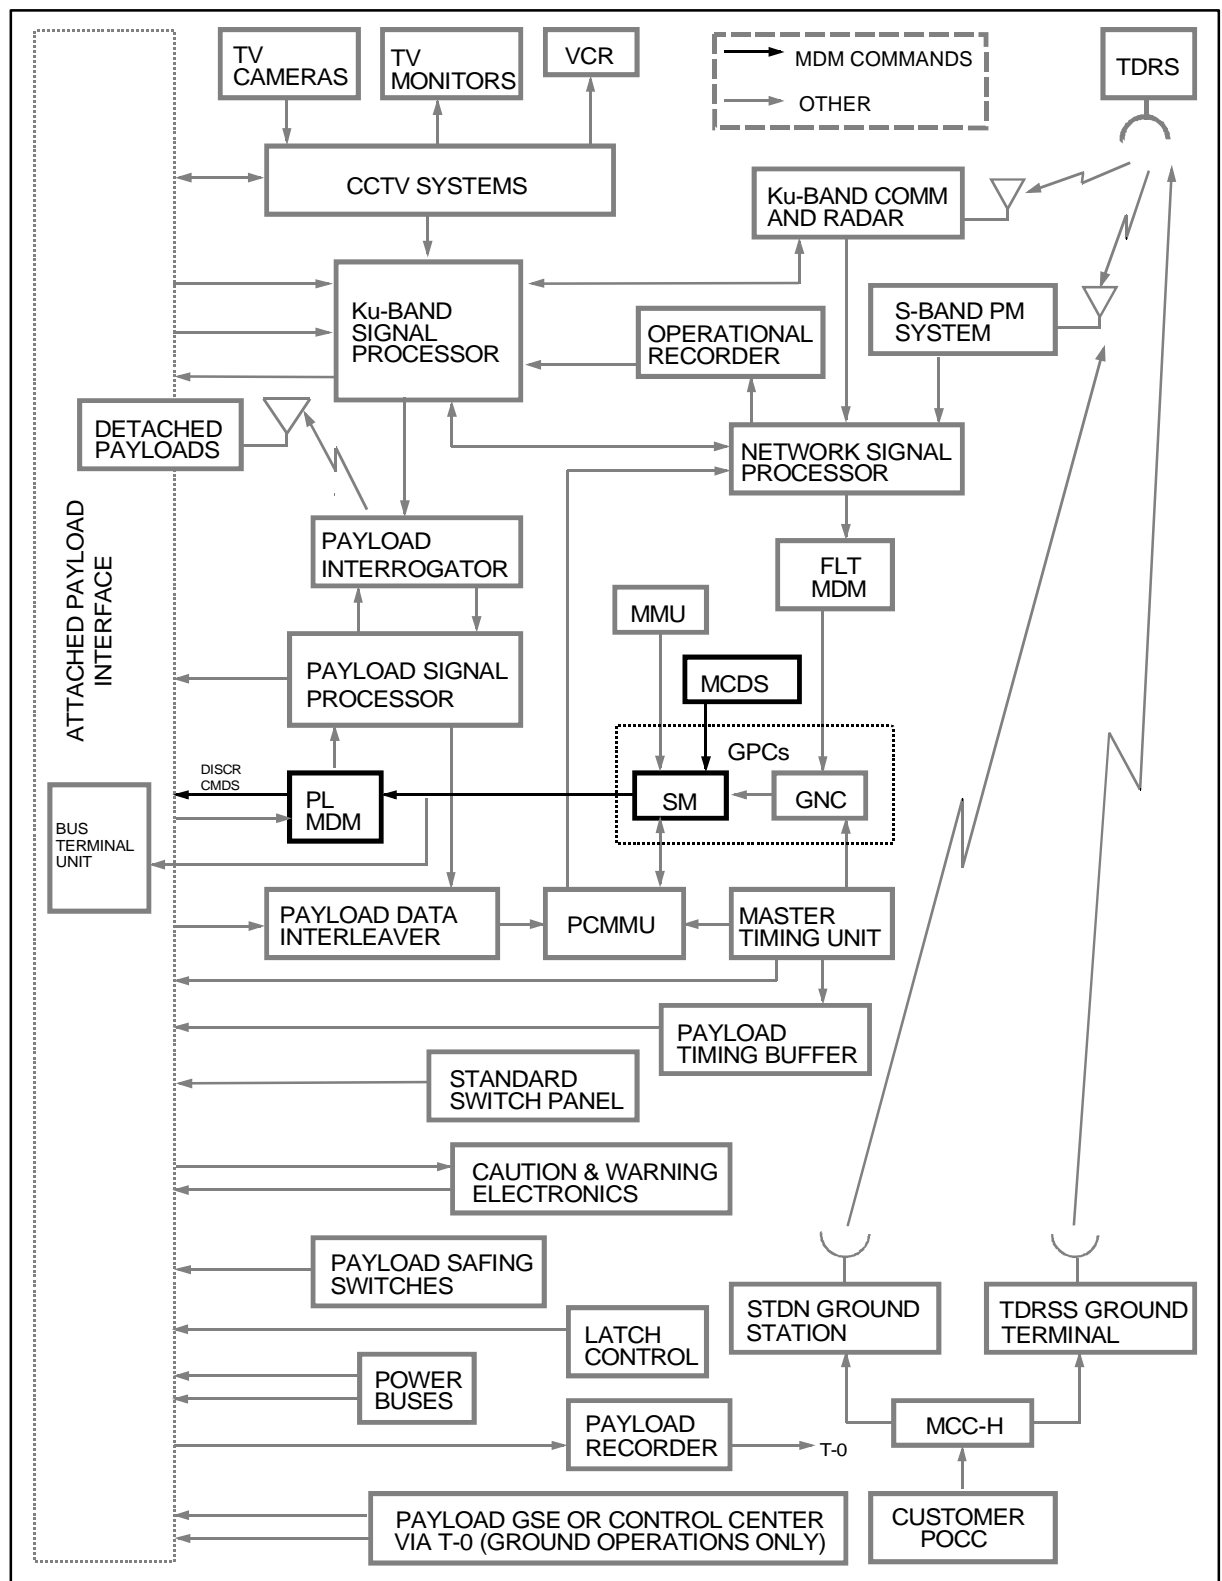 TV
CAMERAS
TV
MONITORS
VCR
MDM COMMANDS
OTHER
TDRS
CCTV SYSTEMS
Ku-BAND COMM
AND RADAR
Ku-BAND
SIGNAL
PROCESSOR
OPERATIONAL
RECORDER
S-BAND PM
SYSTEM
DETACHED
PAYLOADS
NETWORK SIGNAL
PROCESSOR
ATTACHED PAYLOAD
INTERFACE
PAYLOAD
INTERROGATOR
FLT
MDM
MMU
PAYLOAD SIGNAL
PROCESSOR
MCDS
GPCs
DISCR
CMDS
PL
MDM
SM
GNC
BUS
TERMINAL
UNIT
PAYLOAD DATA
INTERLEAVER
PCMMU
MASTER
TIMING UNIT
PAYLOAD
TIMING BUFFER
STANDARD
SWITCH PANEL
CAUTION & WARNING
ELECTRONICS
PAYLOAD SAFING
SWITCHES
STDN GROUND
STATION
TDRSS GROUND
TERMINAL
LATCH
CONTROL
POWER
BUSES
PAYLOAD
RECORDER
T-0
MCC-H
PAYLOAD GSE OR CONTROL CENTER
VIA T-0 (GROUND OPERATIONS ONLY)
CUSTOMER
POCC